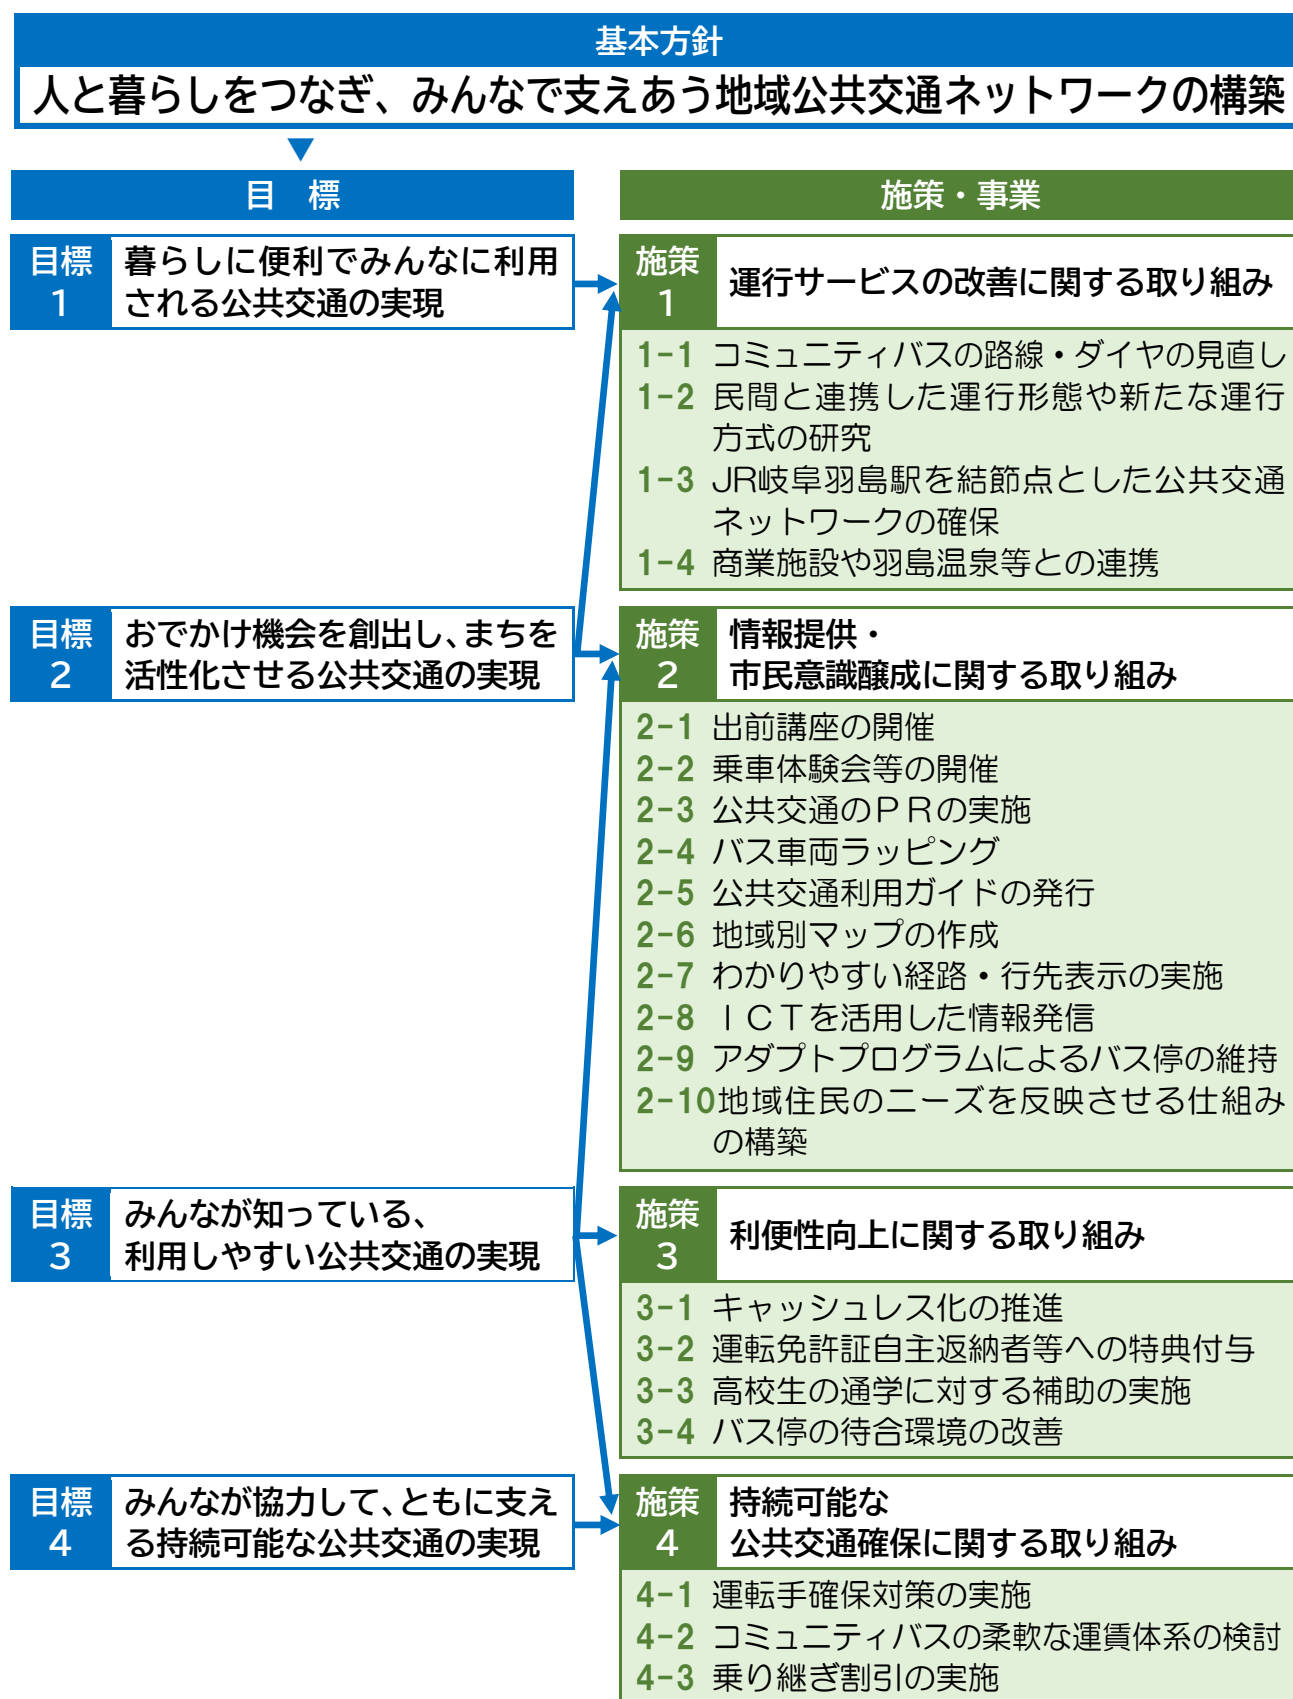 基本方針
人と暮らしをつなぎ、みんなで支えあう地域公共交通ネットワークの構築
目　標
目標
1
暮らしに便利でみんなに利用
される公共交通の実現
目標
2
おでかけ機会を創出し、まちを
活性化させる公共交通の実現
目標
3
みんなが知っている、
利用しやすい公共交通の実現
目標
4
みんなが協力して、ともに支え
る持続可能な公共交通の実現
施策・事業
施策
1
運行サービスの改善に関する取り組み
1-1 コミュニティバスの路線・ダイヤの見直し
1-2 民間と連携した運行形態や新たな運行
方式の研究
1-3 JR岐阜羽島駅を結節点とした公共交通
ネットワークの確保
1-4 商業施設や羽島温泉等との連携
施策
2
情報提供・
市民意識醸成に関する取り組み
2-1 出前講座の開催
2-2 乗車体験会等の開催
2-3 公共交通のPRの実施
2-4 バス車両ラッピング
2-5 公共交通利用ガイドの発行
2-6 地域別マップの作成
2-7 わかりやすい経路・行先表示の実施
2-8 ICTを活用した情報発信
2-9 アダプトプログラムによるバス停の維持
2-10地域住民のニーズを反映させる仕組み
の構築
施策
3
利便性向上に関する取り組み
3-1 キャッシュレス化の推進
3-2 運転免許証自主返納者等への特典付与
3-3 高校生の通学に対する補助の実施
3-4 バス停の待合環境の改善
施策
4
持続可能な
公共交通確保に関する取り組み
4-1 運転手確保対策の実施
4-2 コミュニティバスの柔軟な運賃体系の検討
4-3 乗り継ぎ割引の実施